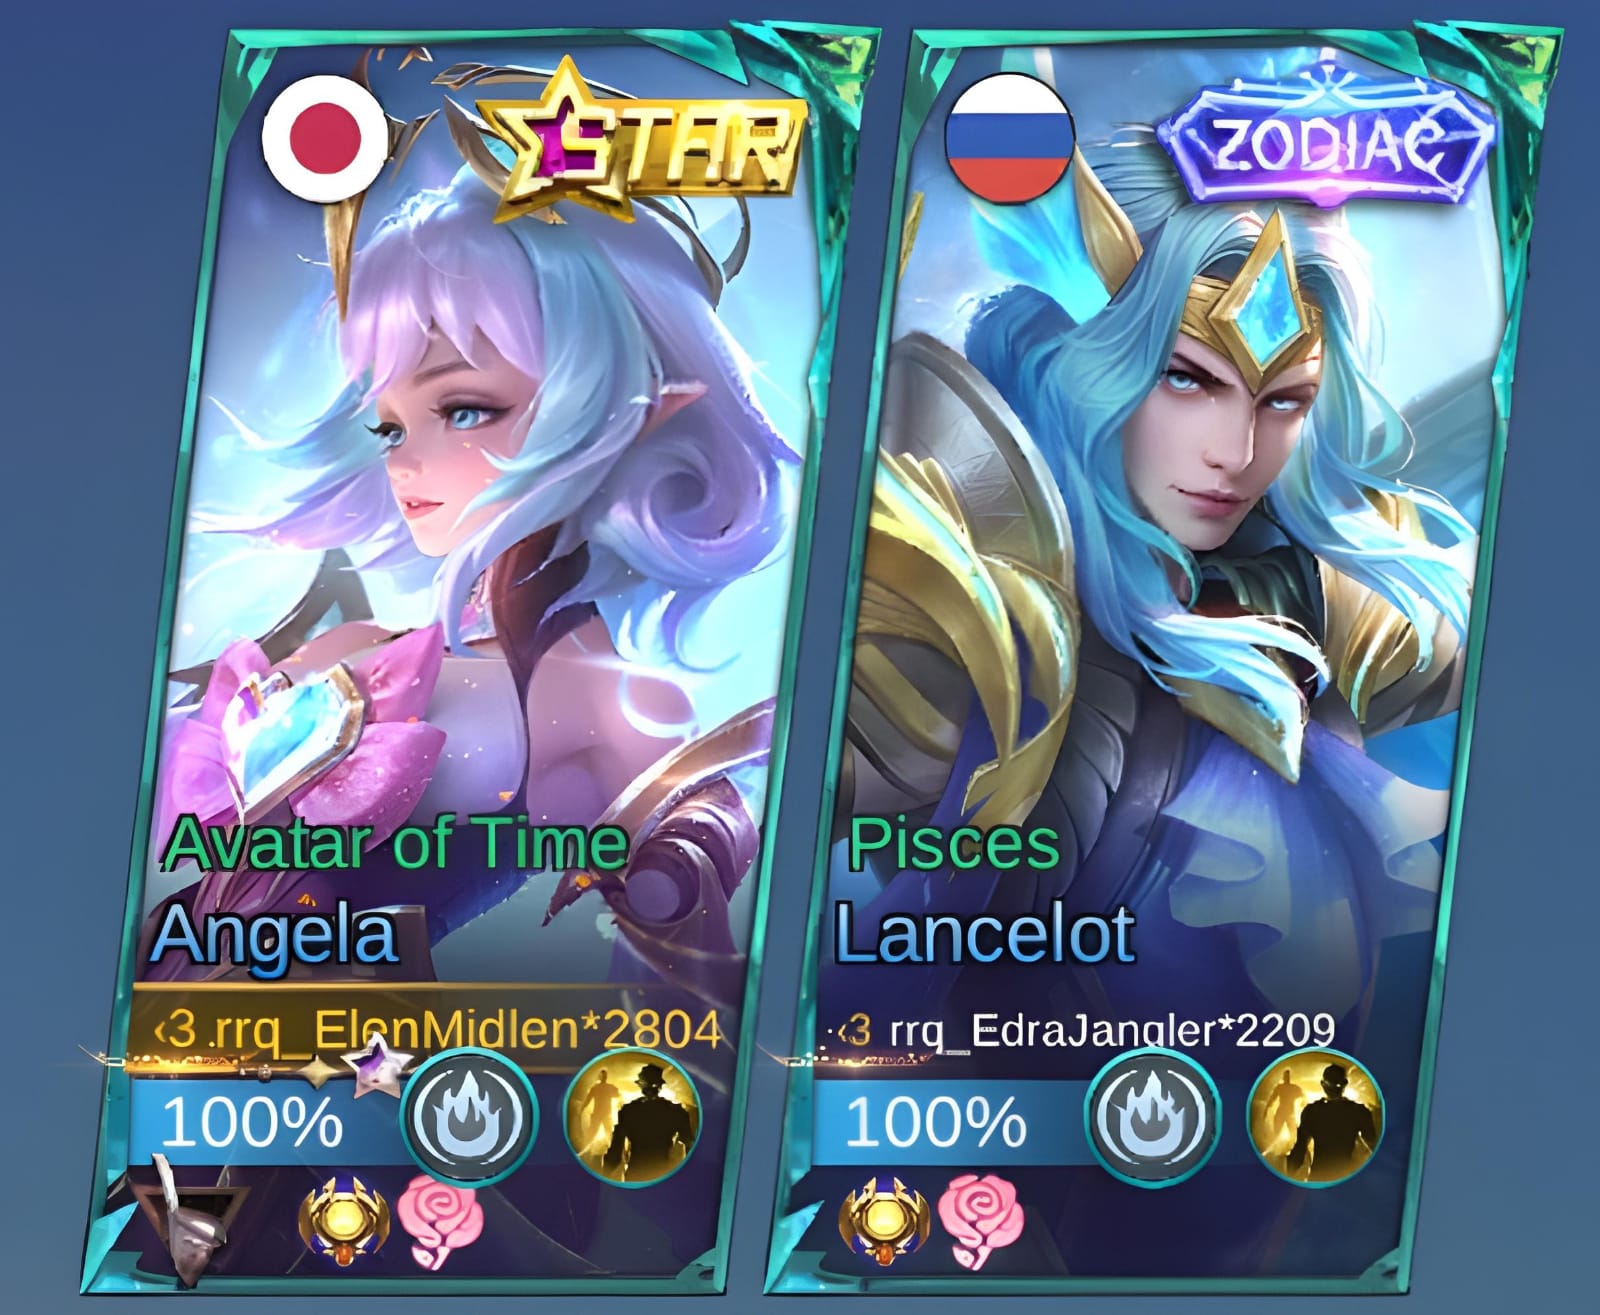 STAR
Avatar of Time
Angela
‹3 .rrq_ElenMidlen*2804
100%
ZODIAC
Pisces
Lancelot
‹3 rrq_EdraJangler*2209
100%